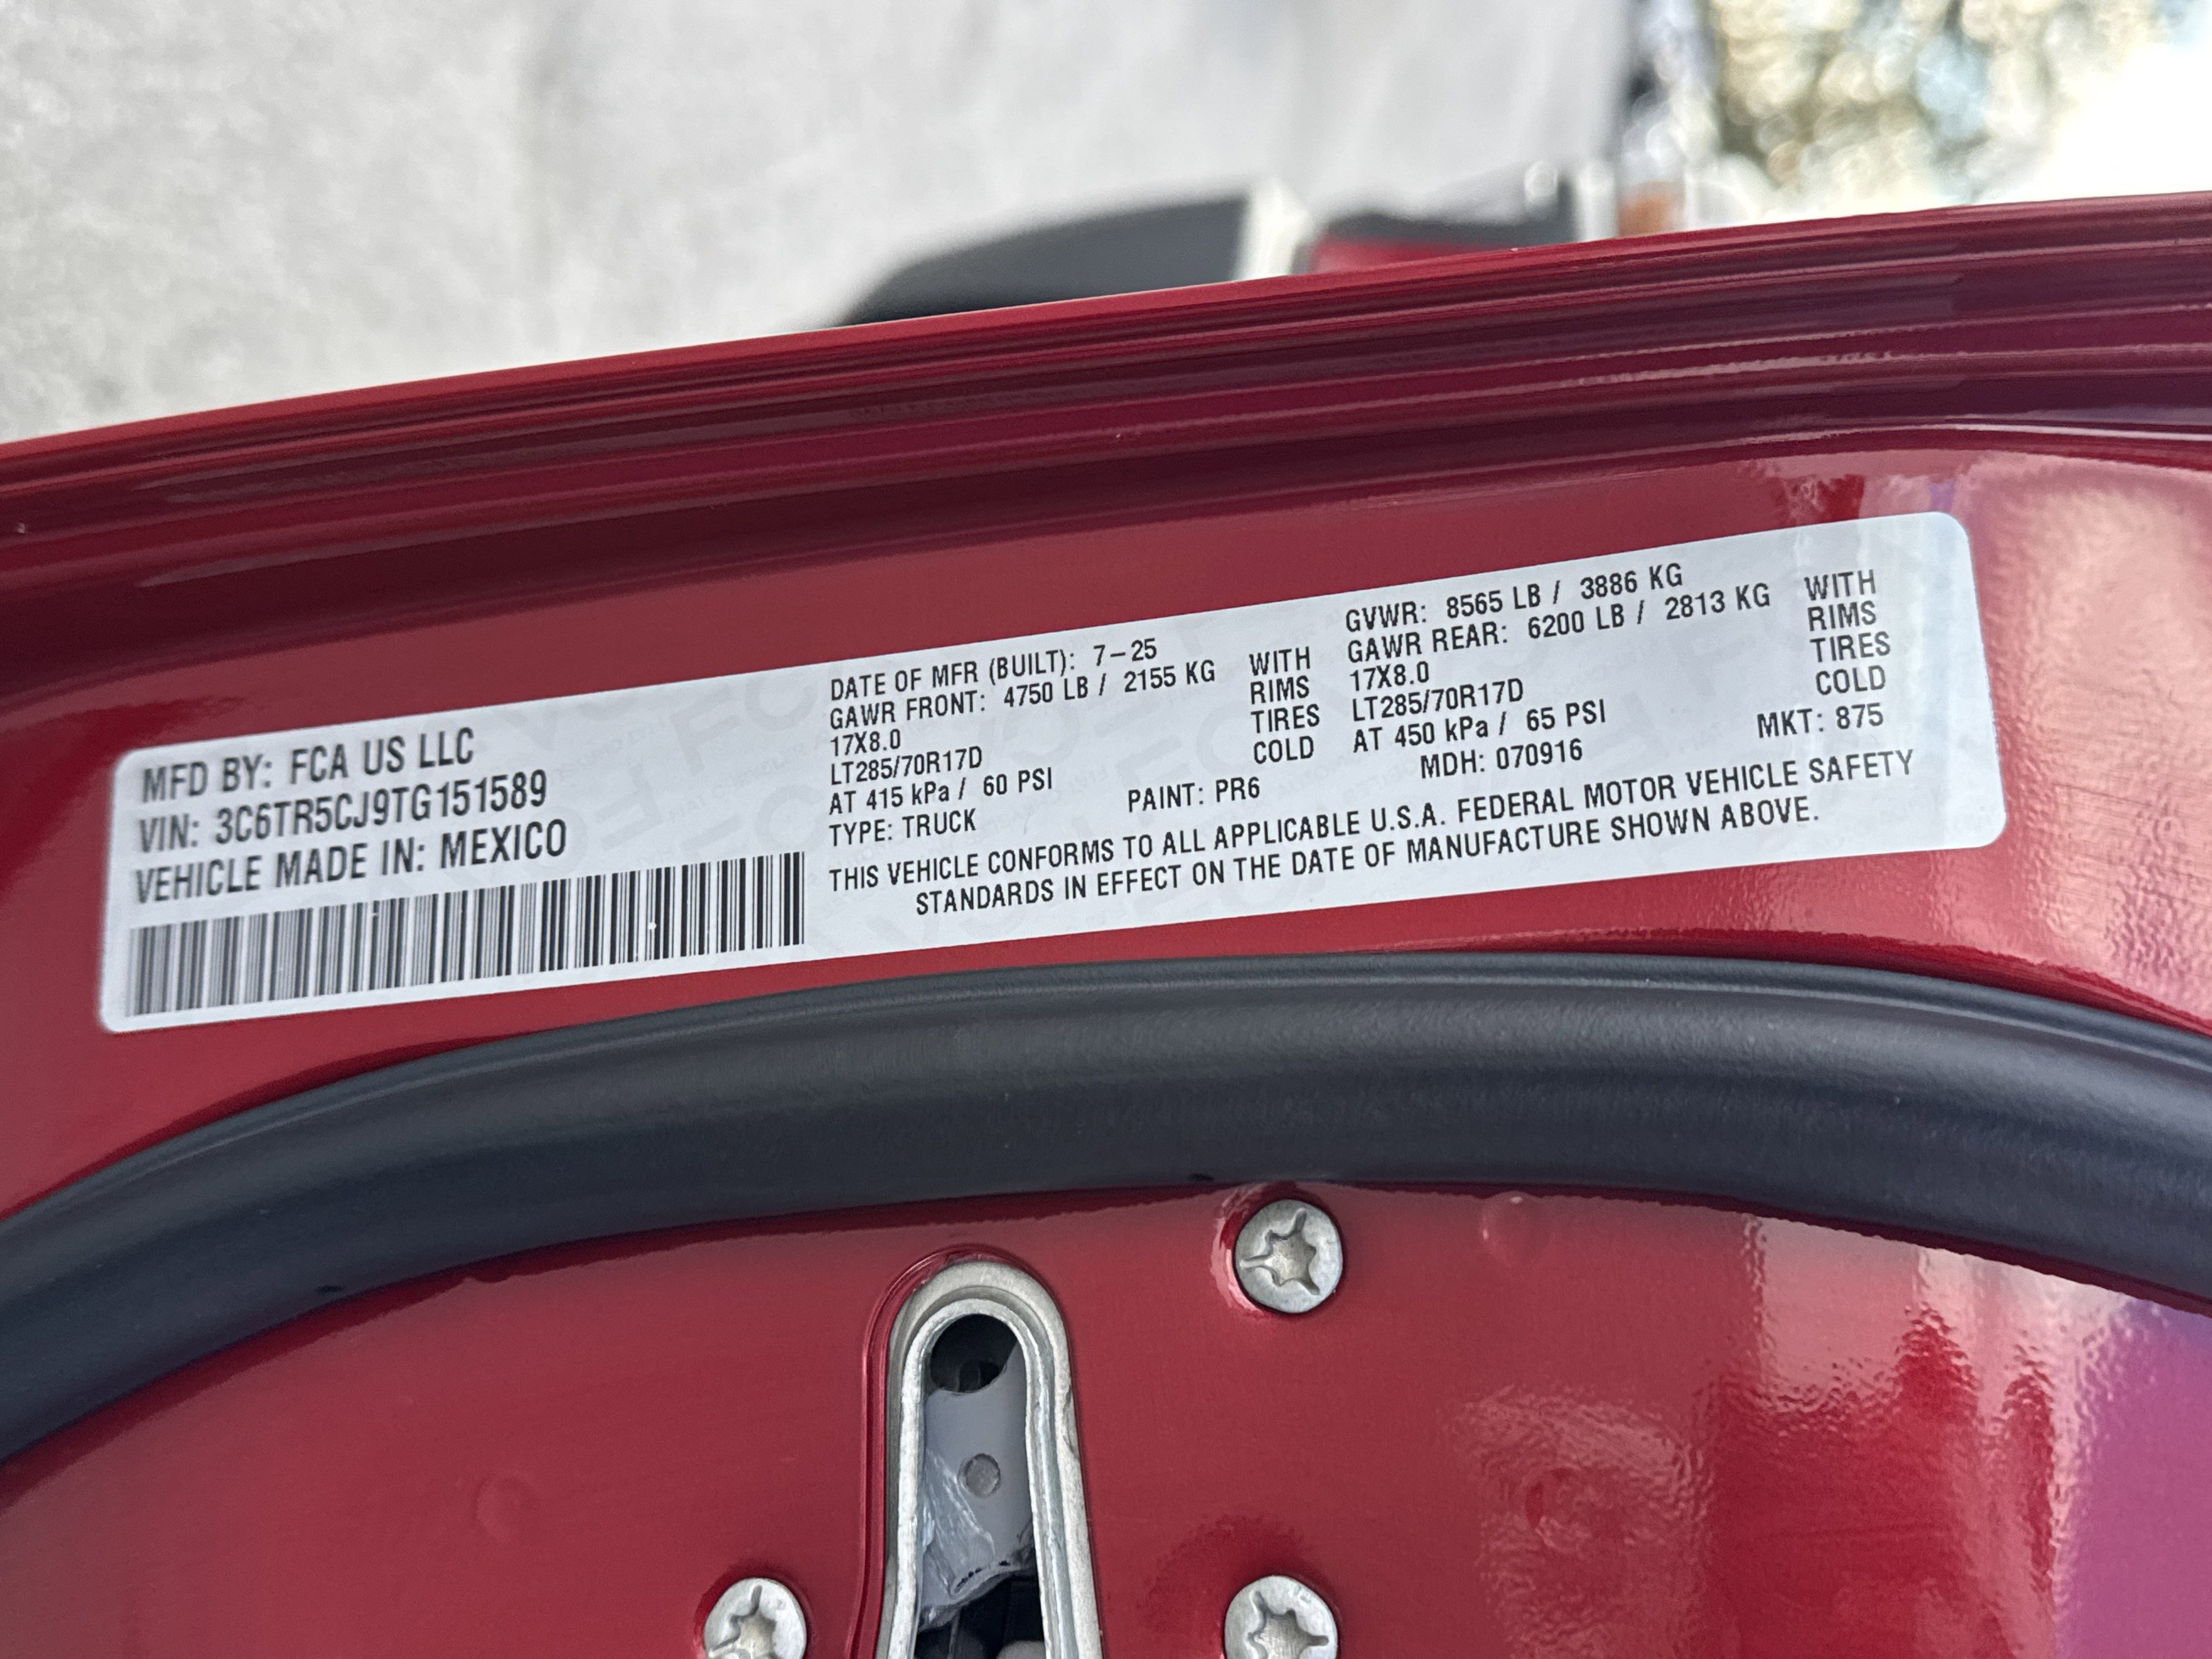 MFD BY: FCA US LLC
VIN: 3C6TR5CJ9TG151589
VEHICLE MADE IN: MEXICO
DATE OF MFR (BUILT): 7-25
GAWR FRONT: 4750 LB / 2155 KG WITH
17X8.0 RIMS
LT285/70R17D TIRES
AT 415 kPa / 60 PSI COLD
TYPE: TRUCK
PAINT: PR6
GVWR: 8565 LB / 3886 KG
GAWR REAR: 6200 LB / 2813 KG WITH
17X8.0 RIMS
LT285/70R17D TIRES
AT 450 kPa / 65 PSI COLD
MDH: 070916
MKT: 875
THIS VEHICLE CONFORMS TO ALL APPLICABLE U.S.A. FEDERAL MOTOR VEHICLE SAFETY
STANDARDS IN EFFECT ON THE DATE OF MANUFACTURE SHOWN ABOVE.